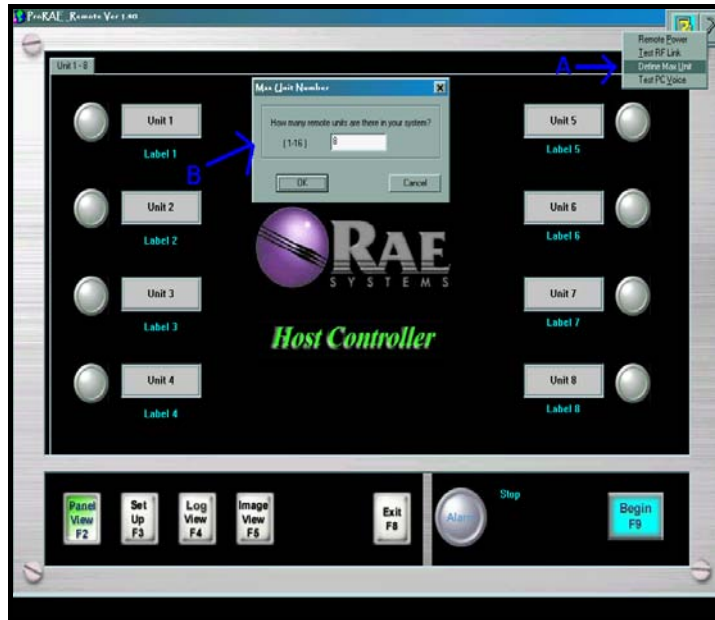 ProRAE_Remote Ver 1.40
Remote Power
Test RF Link
Define Max Unit
Test PC Voice
A
Unit 1 - 8
Max Unit Number
How many remote units are there in your system?
(1-16) 8
OK Cancel
B
Unit 1
Label 1
Unit 2
Label 2
Unit 3
Label 3
Unit 4
Label 4
Unit 5
Label 5
Unit 6
Label 6
Unit 7
Label 7
Unit 8
Label 8
RAE
SYSTEMS
Host Controller
Panel
View
F2
Set
Up
F3
Log
View
F4
Image
View
F5
Exit
F8
Alarm
Stop
Begin
F9